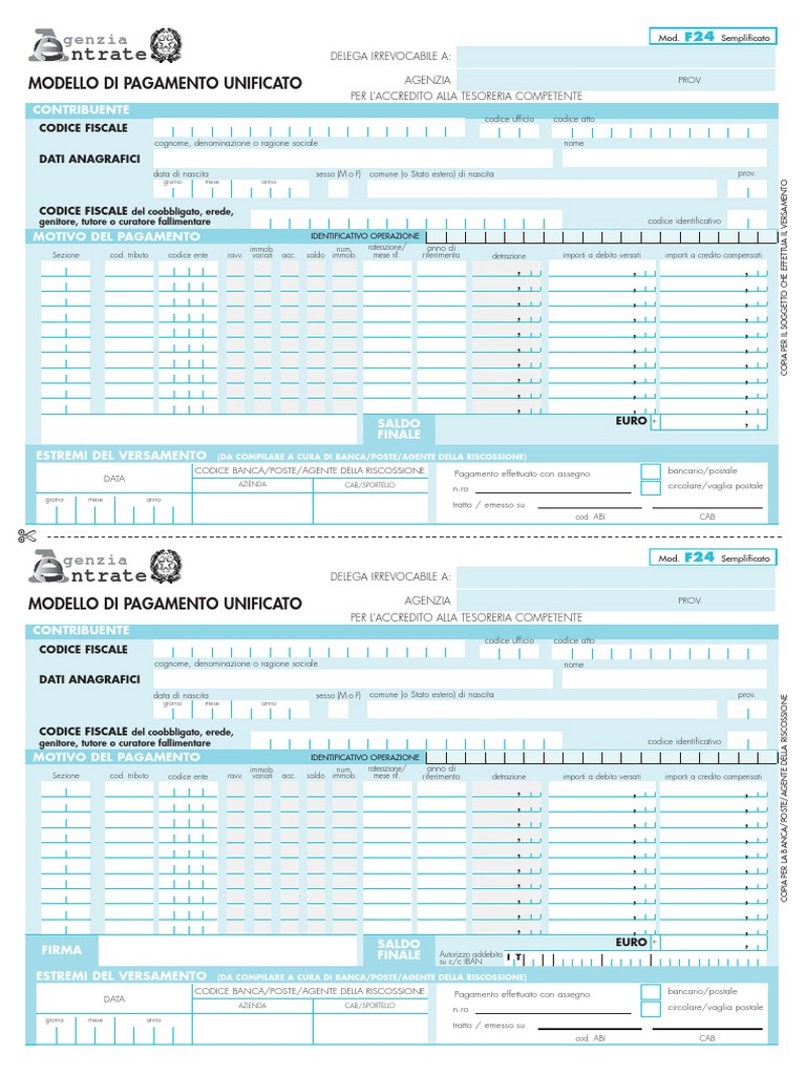 Agenzia
Entrate
Mod. F24 Semplificato
DELEGA IRREVOCABILE A:
MODELLO DI PAGAMENTO UNIFICATO
AGENZIA PROV.
PER L'ACCREDITO ALLA TESORERIA COMPETENTE
CONTRIBUENTE
CODICE FISCALE codice ufficio codice atto
cognome, denominazione o ragione sociale nome
DATI ANAGRAFICI
data di nascita sesso (M o F) comune (o Stato estero) di nascita prov.
giorno mese anno
CODICE FISCALE del coobbligato, erede,
genitore, tutore o curatore fallimentare codice identificativo
MOTIVO DEL PAGAMENTO IDENTIFICATIVO OPERAZIONE
Sezione cod. tributo codice ente ravv. immob. variati acc. saldo num. immob. rateazione/ mese rif. anno di riferimento detrazione importi a debito versati importi a credito compensati
, , ,
, , ,
, , ,
, , ,
, , ,
, , ,
, , ,
, , ,
, , ,
, , ,
SALDO
FINALE EURO + ,
ESTREMI DEL VERSAMENTO (DA COMPILARE A CURA DI BANCA/POSTE/AGENTE DELLA RISCOSSIONE)
DATA CODICE BANCA/POSTE/AGENTE DELLA RISCOSSIONE Pagamento effettuato con assegno bancario/postale
AZIENDA CAB/SPORTELLO n.ro circolare/vaglia postale
giorno mese anno tratto / emesso su
cod. ABI CAB
COPIA PER IL SOGGETTO CHE EFFETTUA IL VERSAMENTO
Agenzia
Entrate
Mod. F24 Semplificato
DELEGA IRREVOCABILE A:
MODELLO DI PAGAMENTO UNIFICATO
AGENZIA PROV.
PER L'ACCREDITO ALLA TESORERIA COMPETENTE
CONTRIBUENTE
CODICE FISCALE codice ufficio codice atto
cognome, denominazione o ragione sociale nome
DATI ANAGRAFICI
data di nascita sesso (M o F) comune (o Stato estero) di nascita prov.
giorno mese anno
CODICE FISCALE del coobbligato, erede,
genitore, tutore o curatore fallimentare codice identificativo
MOTIVO DEL PAGAMENTO IDENTIFICATIVO OPERAZIONE
Sezione cod. tributo codice ente ravv. immob. variati acc. saldo num. immob. rateazione/ mese rif. anno di riferimento detrazione importi a debito versati importi a credito compensati
, , ,
, , ,
, , ,
, , ,
, , ,
, , ,
, , ,
, , ,
, , ,
, , ,
FIRMA SALDO FINALE EURO + ,
Autorizzo addebito su c/c IBAN I T
ESTREMI DEL VERSAMENTO (DA COMPILARE A CURA DI BANCA/POSTE/AGENTE DELLA RISCOSSIONE)
DATA CODICE BANCA/POSTE/AGENTE DELLA RISCOSSIONE Pagamento effettuato con assegno bancario/postale
AZIENDA CAB/SPORTELLO n.ro circolare/vaglia postale
giorno mese anno tratto / emesso su
cod. ABI CAB
COPIA PER LA BANCA/POSTE/AGENTE DELLA RISCOSSIONE